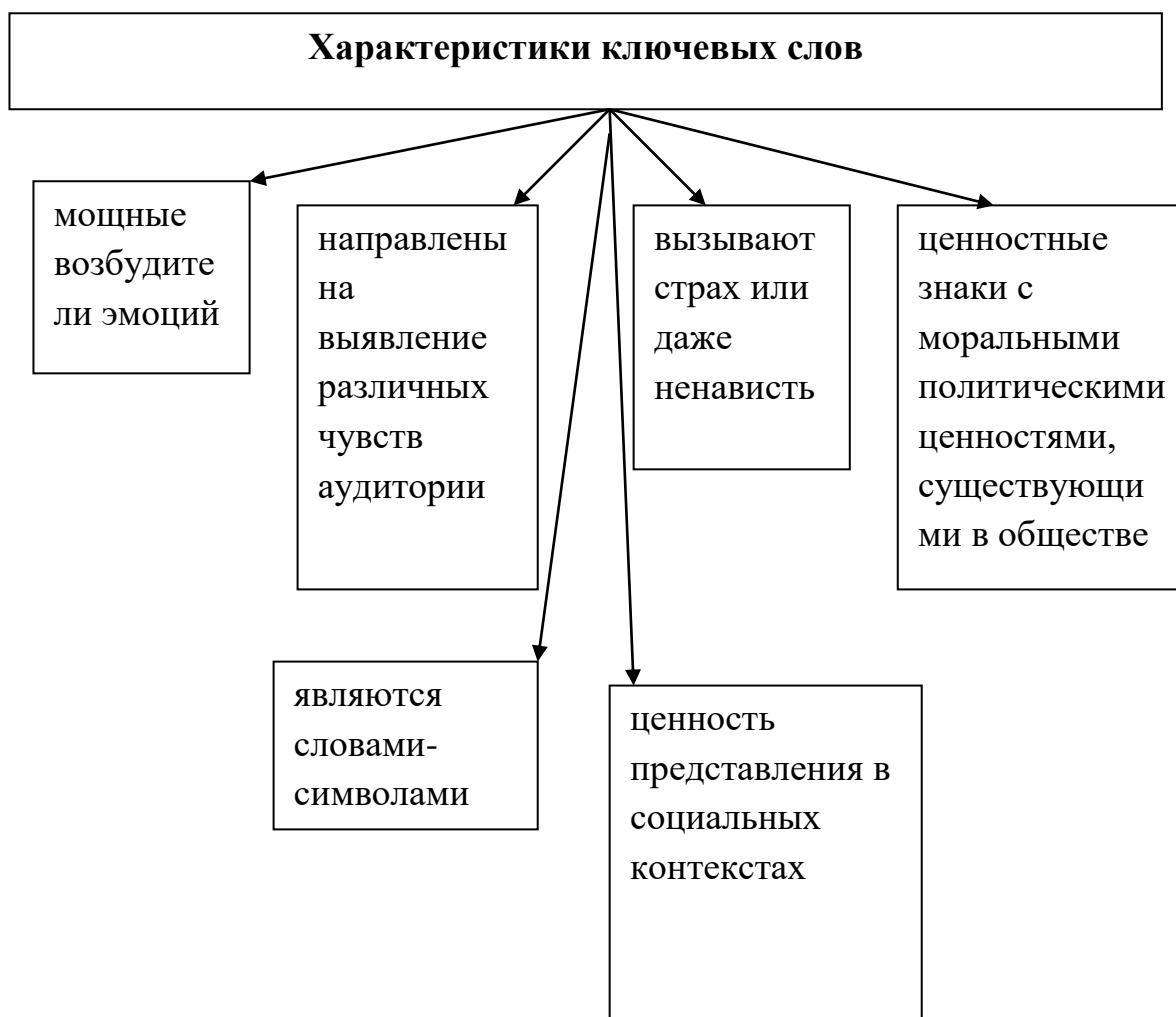 Характеристики ключевых слов
мощные
возбудите
ли эмоций
направлены
на
выявление
различных
чувств
аудитории
вызывают
страх или
даже
ненависть
ценностные
знаки с
моральными
политическими
ценностями,
существующи
ми в обществе
являются
словами-
символами
ценность
представления в
социальных
контекстах